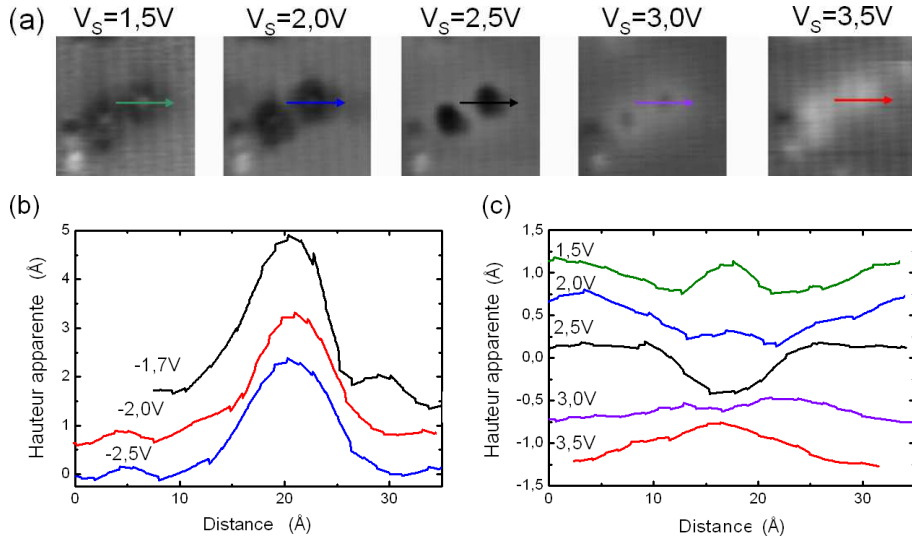 (a)
V_S=1,5V
V_S=2,0V
V_S=2,5V
V_S=3,0V
V_S=3,5V
(b)
5
4
3
2
1
0
Hauteur apparente (Å)
-1,7V
-2,0V
-2,5V
0
10
20
30
Distance (Å)
(c)
1,5
1,0
0,5
0,0
-0,5
-1,0
-1,5
Hauteur apparente (Å)
1,5V
2,0V
2,5V
3,0V
3,5V
0
10
20
30
Distance (Å)